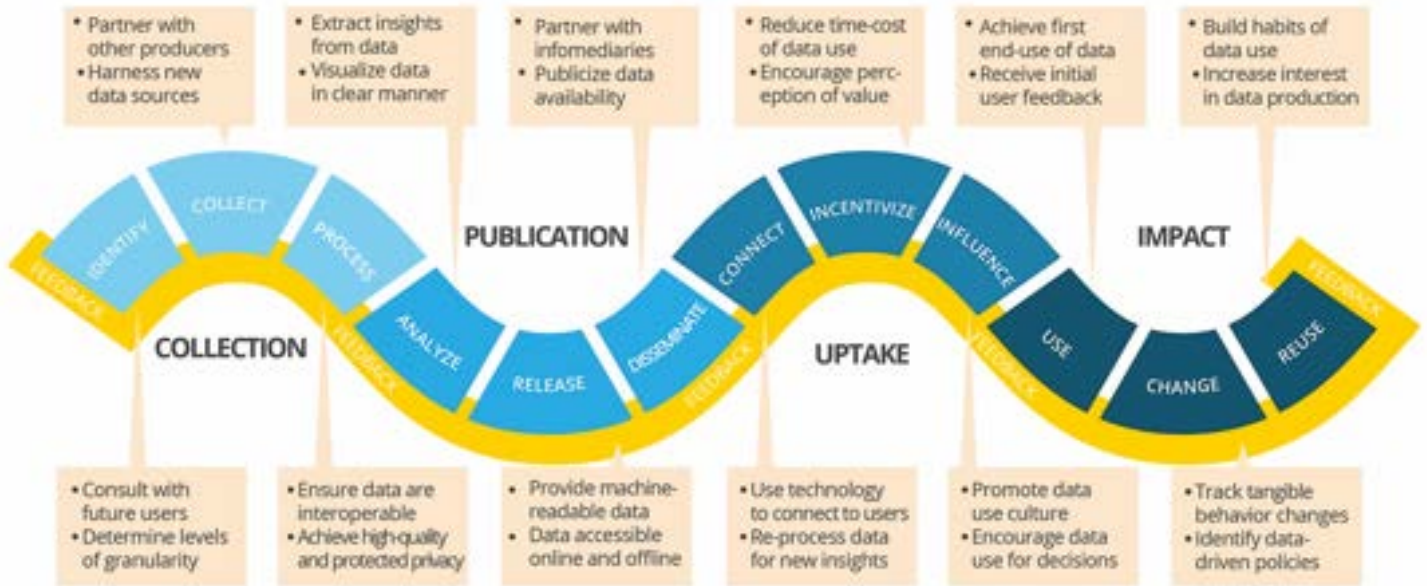 • Partner with
other producers
• Harness new
data sources
• Extract insights
from data
• Visualize data
in clear manner
• Partner with
infomediaries
• Publicize data
availability
• Reduce time-cost
of data use
• Encourage perc-
eption of value
• Achieve first
end-use of data
• Receive initial
user feedback
• Build habits of
data use
• Increase interest
in data production
FEEDBACK
IDENTIFY
COLLECT
PROCESS
COLLECTION
FEEDBACK
ANALYZE
RELEASE
DISSEMINATE
PUBLICATION
FEEDBACK
CONNECT
INCENTIVIZE
INFLUENCE
UPTAKE
FEEDBACK
USE
CHANGE
REUSE
IMPACT
FEEDBACK
• Consult with
future users
• Determine levels
of granularity
• Ensure data are
interoperable
• Achieve high-quality
and protected privacy
• Provide machine-
readable data
• Data accessible
online and offline
• Use technology
to connect to users
• Re-process data
for new insights
• Promote data
use culture
• Encourage data
use for decisions
• Track tangible
behavior changes
• Identify data-
driven policies